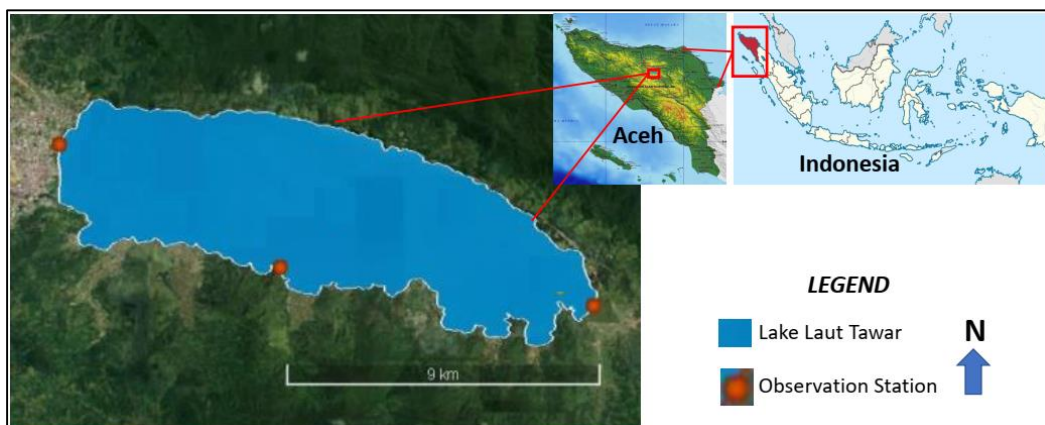 Aceh
Indonesia
LEGEND
Lake Laut Tawar
N
Observation Station
9 km